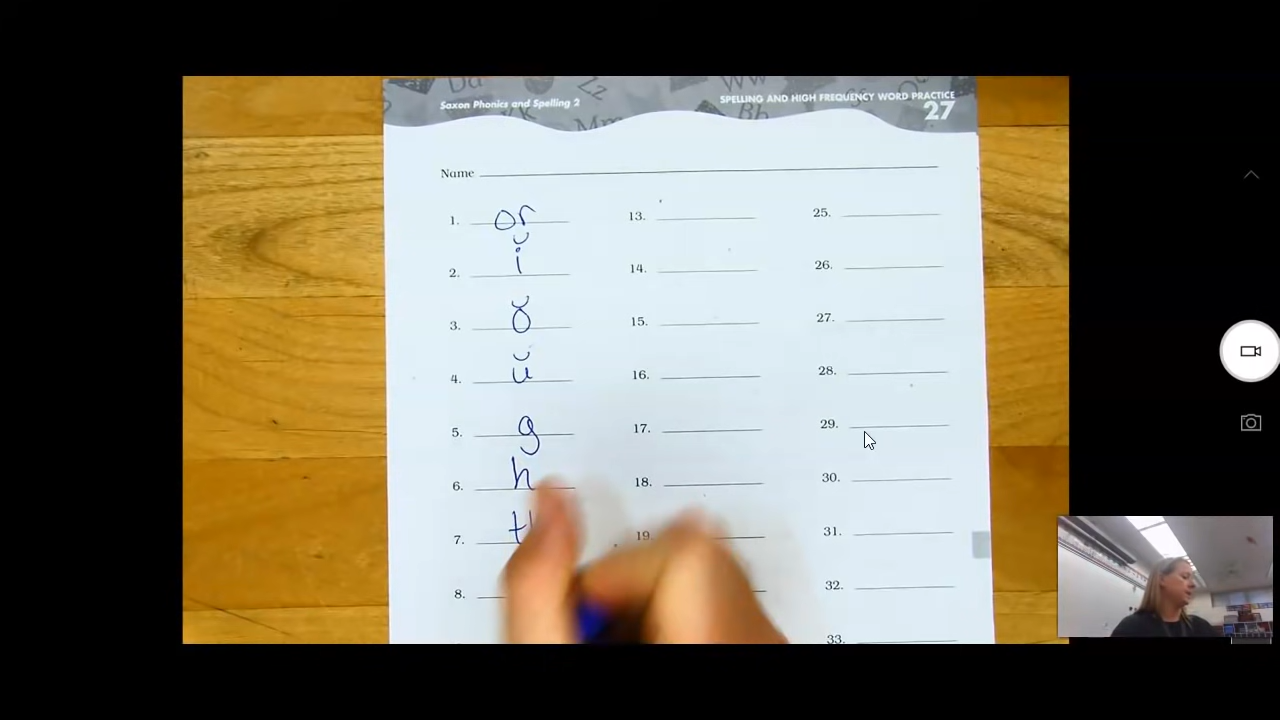 Saxon Phonics and Spelling 2
SPELLING AND HIGH FREQUENCY WORD PRACTICE
27
Name
1. or
2. ĭ
3. ŏ
4. ŭ
5. g
6. h
7.
8.
13.
14.
15.
16.
17.
18.
19
25.
26.
27.
28.
29.
30.
31.
32.
33.